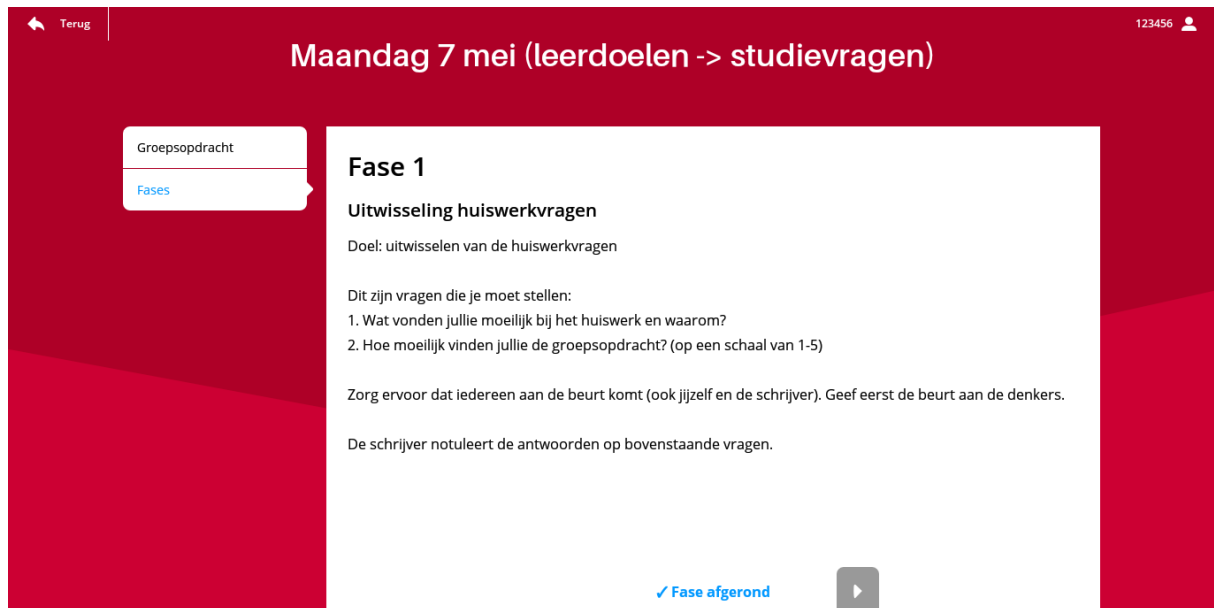 Terug
123456
Maandag 7 mei (leerdoelen -> studievragen)
Groepsopdracht
Fases
Fase 1
Uitwisseling huiswerkvragen
Doel: uitwisselen van de huiswerkvragen
Dit zijn vragen die je moet stellen:
1. Wat vonden jullie moeilijk bij het huiswerk en waarom?
2. Hoe moeilijk vinden jullie de groepsopdracht? (op een schaal van 1-5)
Zorg ervoor dat iedereen aan de beurt komt (ook jijzelf en de schrijver). Geef eerst de beurt aan de denkers.
De schrijver notuleert de antwoorden op bovenstaande vragen.
✓ Fase afgerond